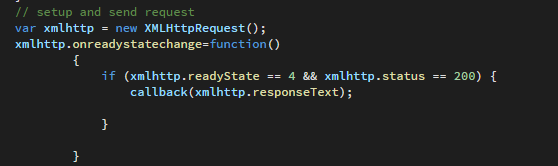 }
// setup and send request
var xmlhttp = new XMLHttpRequest();
xmlhttp.onreadystatechange=function()
{
if (xmlhttp.readyState == 4 && xmlhttp.status == 200) {
callback(xmlhttp.responseText);
}
}